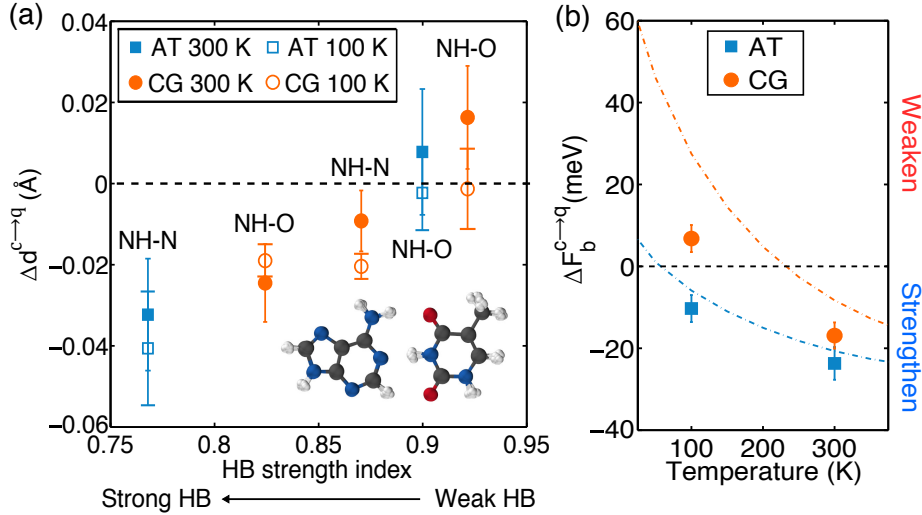 (a)
AT 300 K
AT 100 K
CG 300 K
CG 100 K
NH-O
NH-N
NH-O
NH-N
NH-O
0.04
0.02
0
−0.02
−0.04
−0.06
Δd^c→q (Å)
0.75
0.8
0.85
0.9
0.95
HB strength index
Strong HB
Weak HB
(b)
AT
CG
60
40
20
0
−20
−40
ΔF_b^c→q (meV)
100
200
300
Temperature (K)
Weaken
Strengthen